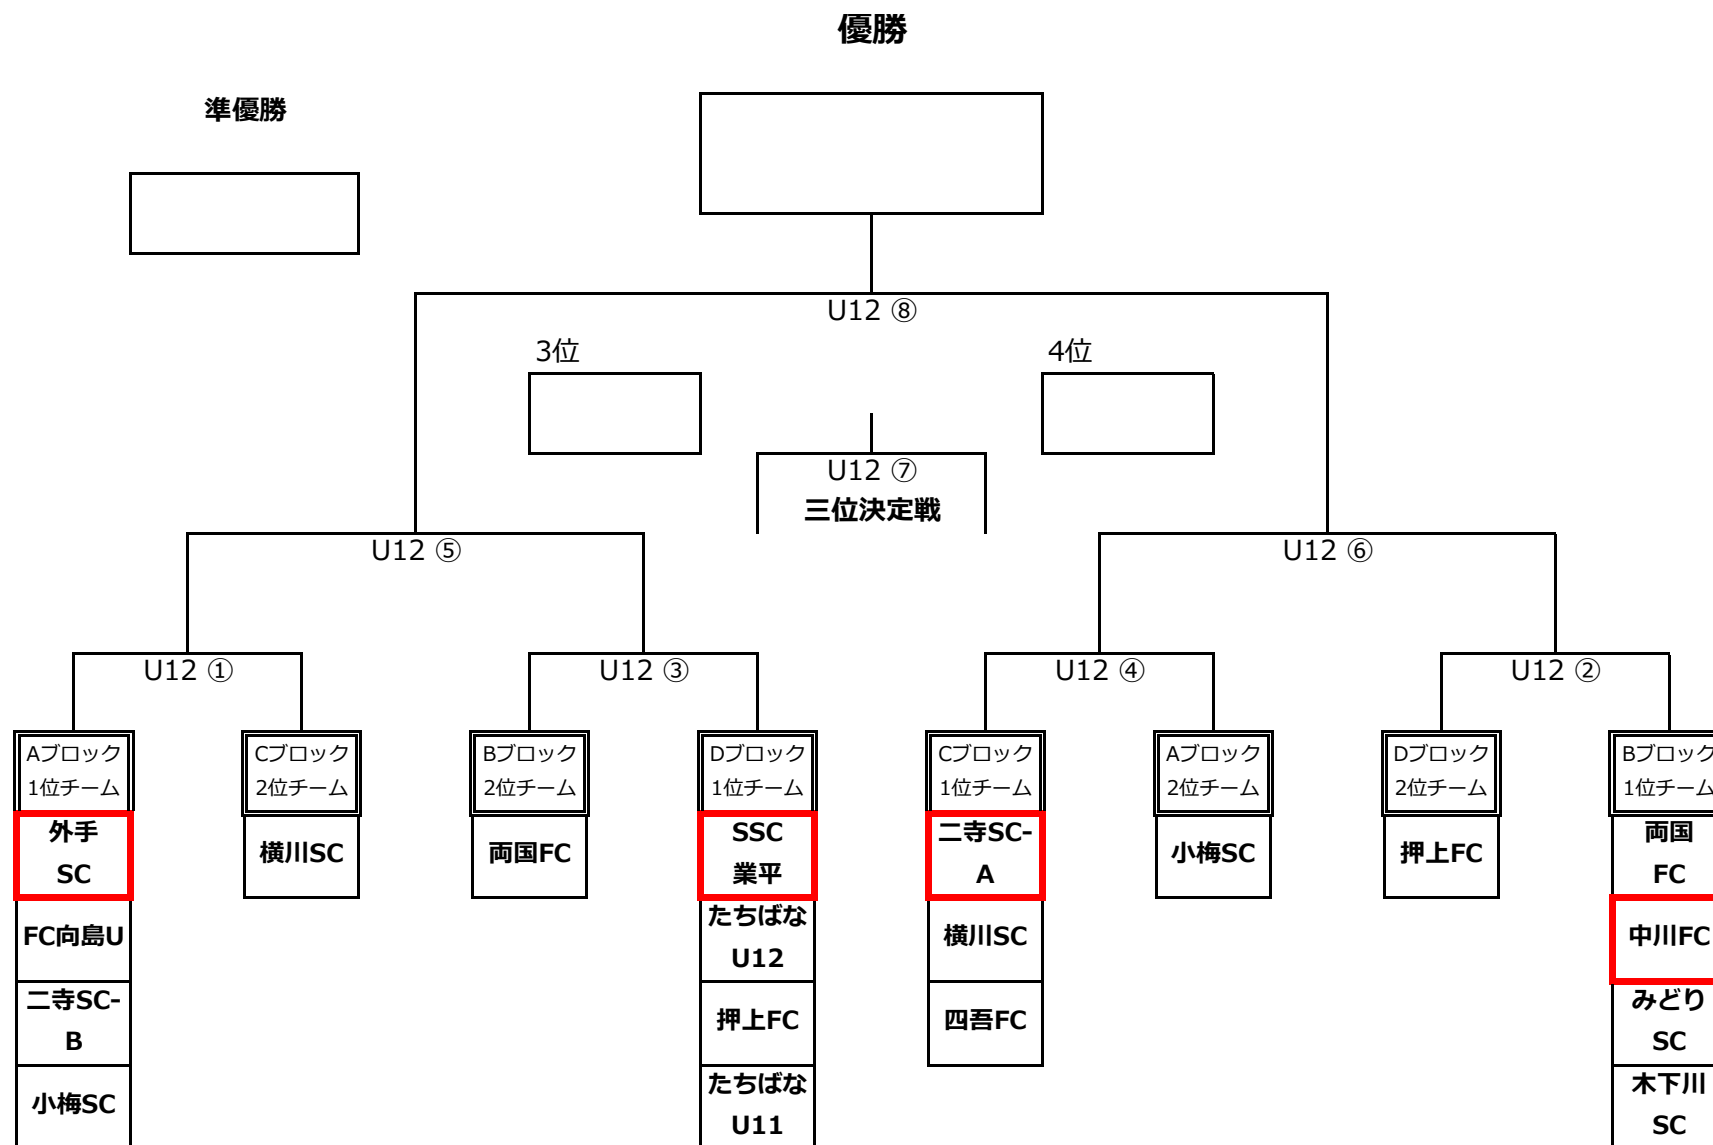 優勝
準優勝
U12 ⑧
3位
4位
U12 ⑦
三位決定戦
U12 ⑤
U12 ⑥
U12 ①
U12 ③
U12 ④
U12 ②
Aブロック
1位チーム
Cブロック
2位チーム
Bブロック
2位チーム
Dブロック
1位チーム
Cブロック
1位チーム
Aブロック
2位チーム
Dブロック
2位チーム
Bブロック
1位チーム
外手
SC
横川SC
両国FC
SSC
業平
二寺SC-
A
小梅SC
押上FC
両国
FC
FC向島U
たちばな
U12
横川SC
中川FC
二寺SC-
B
押上FC
四吾FC
みどり
SC
小梅SC
たちばな
U11
木下川
SC